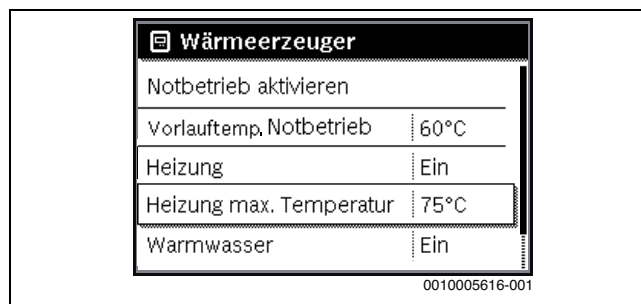 Wärmeerzeuger
Notbetrieb aktivieren
Vorlauftemp. Notbetrieb 60°C
Heizung Ein
Heizung max. Temperatur 75°C
Warmwasser Ein
0010005616-001